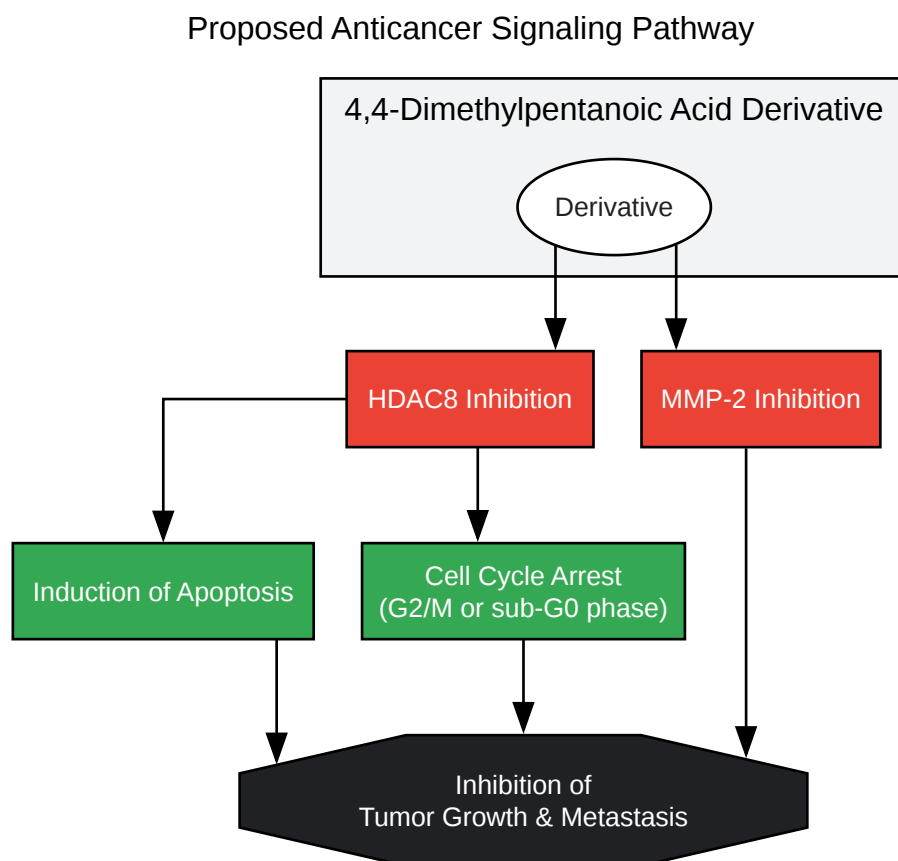 Proposed Anticancer Signaling Pathway
4,4-Dimethylpentanoic Acid Derivative
Derivative
HDAC8 Inhibition
MMP-2 Inhibition
Induction of Apoptosis
Cell Cycle Arrest
(G2/M or sub-G0 phase)
Inhibition of
Tumor Growth & Metastasis